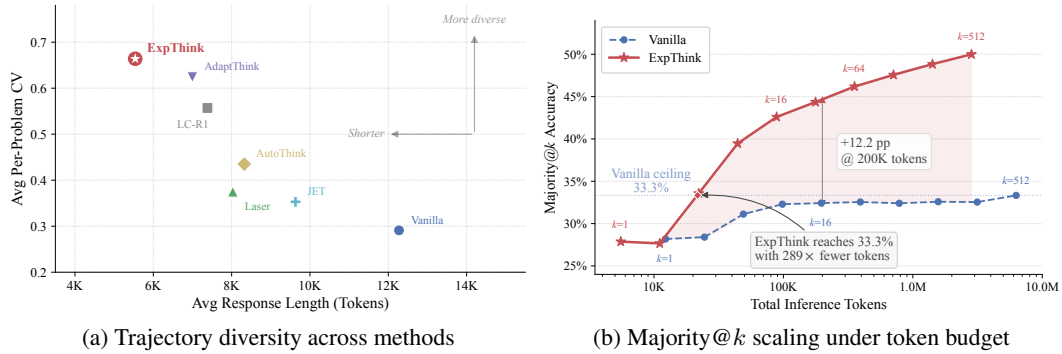 0.7
0.6
0.5
0.4
0.3
0.2
Avg Per-Problem CV
ExpThink
AdaptThink
LC-R1
AutoThink
Laser
JET
Vanilla
More diverse
Shorter
4K 6K 8K 10K 12K 14K
Avg Response Length (Tokens)
(a) Trajectory diversity across methods
50%
45%
40%
35%
30%
25%
Majority@k Accuracy
Vanilla
ExpThink
k=512
k=64
k=16
+12.2 pp
@ 200K tokens
Vanilla ceiling
33.3%
k=512
k=1
k=16
k=1
ExpThink reaches 33.3%
with 289× fewer tokens
10K 100K 1.0M 10.0M
Total Inference Tokens
(b) Majority@k scaling under token budget